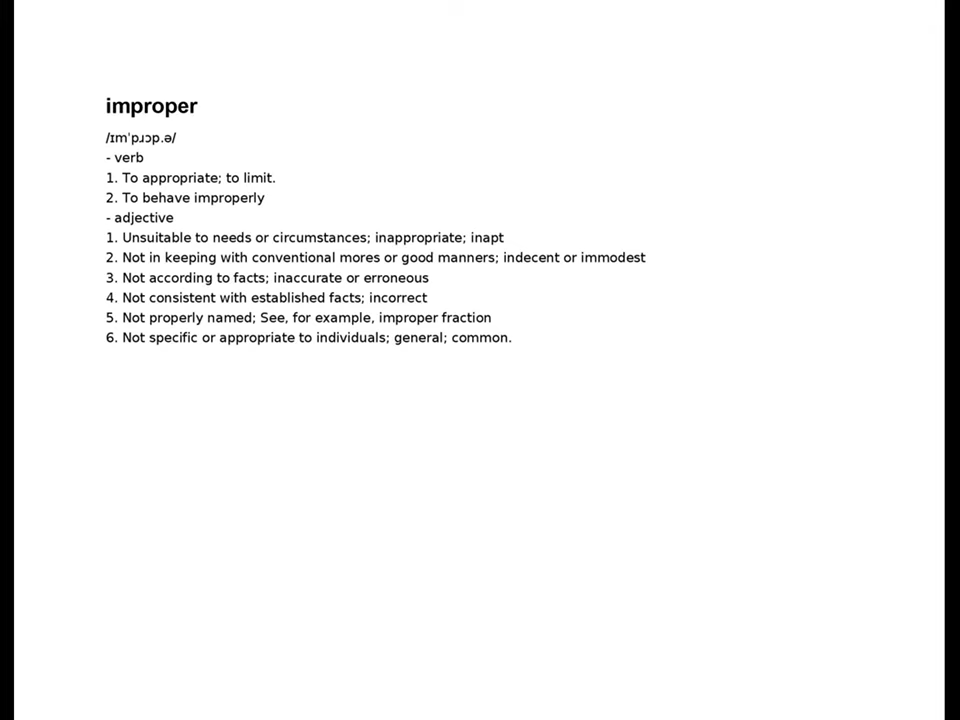 improper
/ɪmˈpɹɔp.ə/
- verb
1. To appropriate; to limit.
2. To behave improperly
- adjective
1. Unsuitable to needs or circumstances; inappropriate; inapt
2. Not in keeping with conventional mores or good manners; indecent or immodest
3. Not according to facts; inaccurate or erroneous
4. Not consistent with established facts; incorrect
5. Not properly named; See, for example, improper fraction
6. Not specific or appropriate to individuals; general; common.